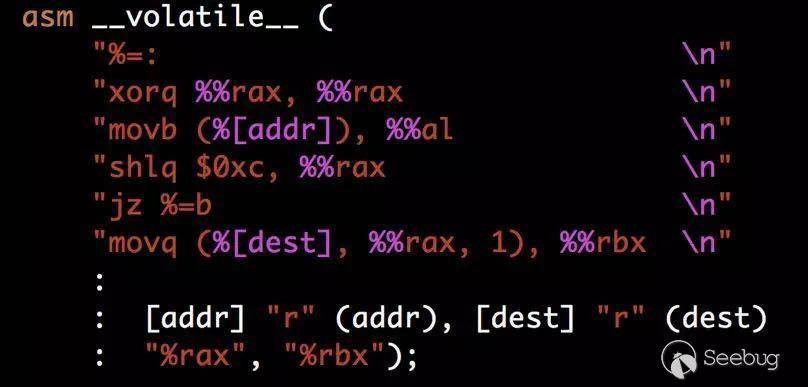 asm __volatile__ (
"%=: \n"
"xorq %%rax, %%rax \n"
"movb (%[addr]), %%al \n"
"shlq $0xc, %%rax \n"
"jz %=b \n"
"movq (%[dest], %%rax, 1), %%rbx \n"
:
: [addr] "r" (addr), [dest] "r" (dest)
: "%rax", "%rbx");
Seebug